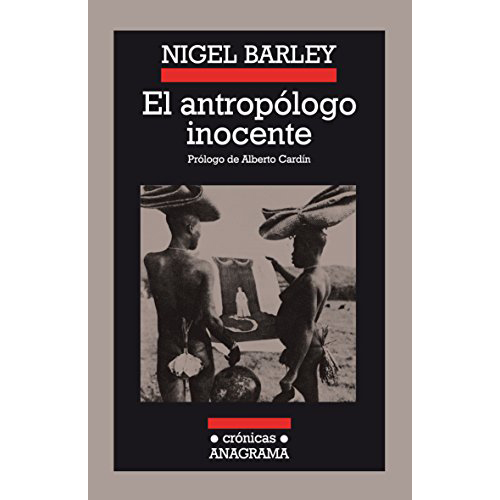 NIGEL BARLEY
El antropólogo
inocente
Prólogo de Alberto Cardín
• crónicas •
ANAGRAMA